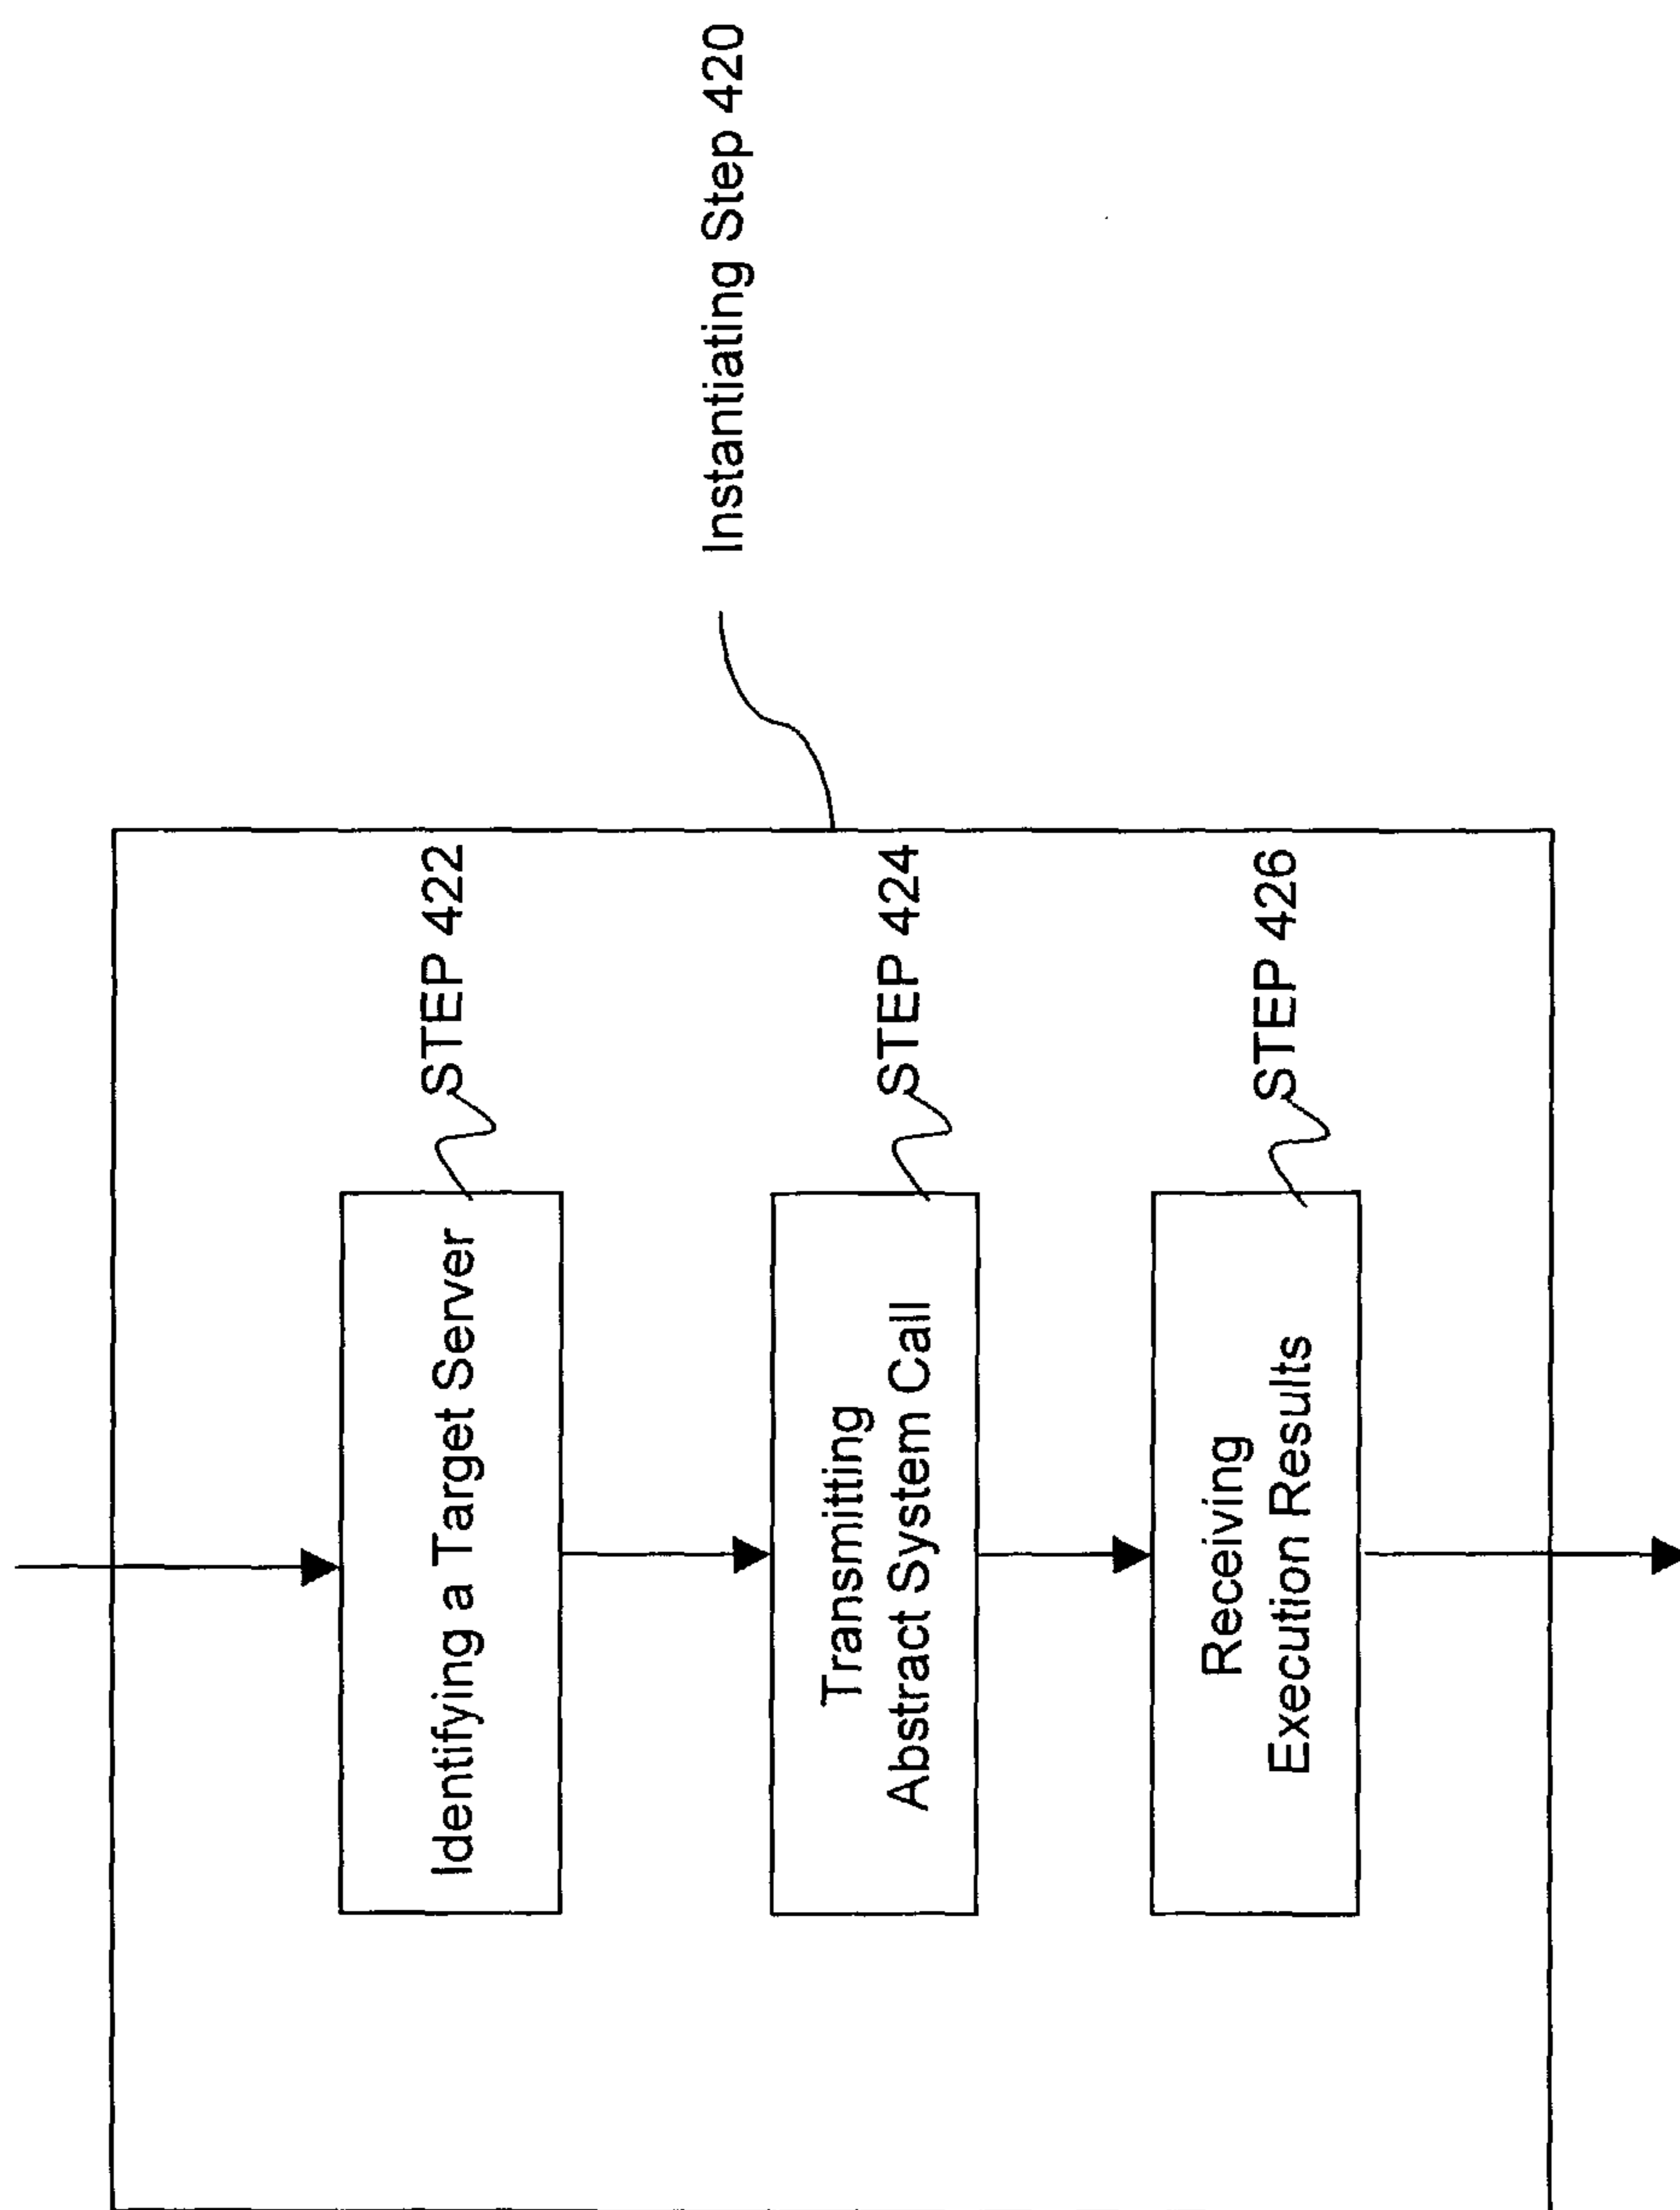 Identifying a Target Server
STEP 422
Transmitting
Abstract System Call
STEP 424
Receiving
Execution Results
STEP 426
Instantiating Step 420